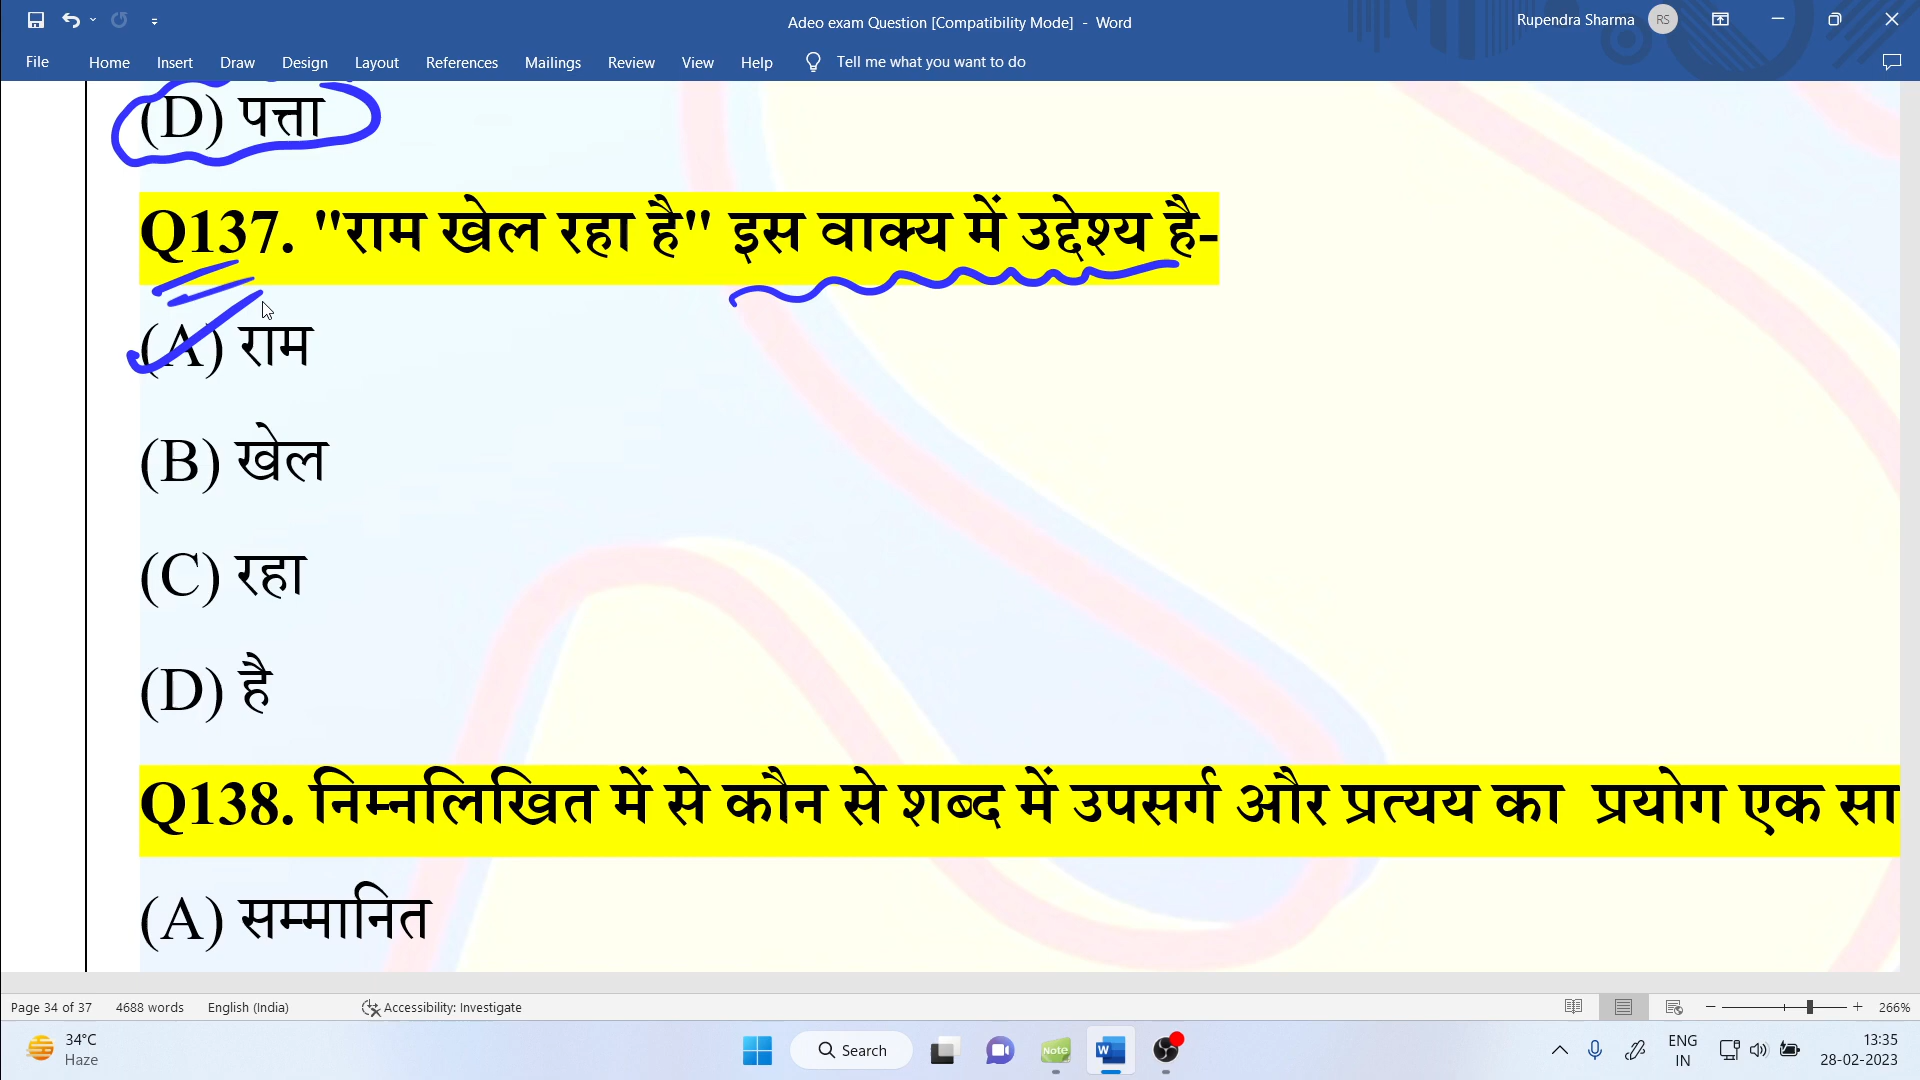 Adeo exam Question [Compatibility Mode] - Word
Rupendra Sharma RS
File Home Insert Draw Design Layout References Mailings Review View Help Tell me what you want to do
(D) पत्ता
Q137. "राम खेल रहा है" इस वाक्य में उद्देश्य है-
(A) राम
(B) खेल
(C) रहा
(D) है
Q138. निम्नलिखित में से कौन से शब्द में उपसर्ग और प्रत्यय का प्रयोग एक सा
(A) सम्मानित
Page 34 of 37 4688 words English (India) Accessibility: Investigate 266%
34°C
Haze
Search
Note
ENG
IN
13:35
28-02-2023